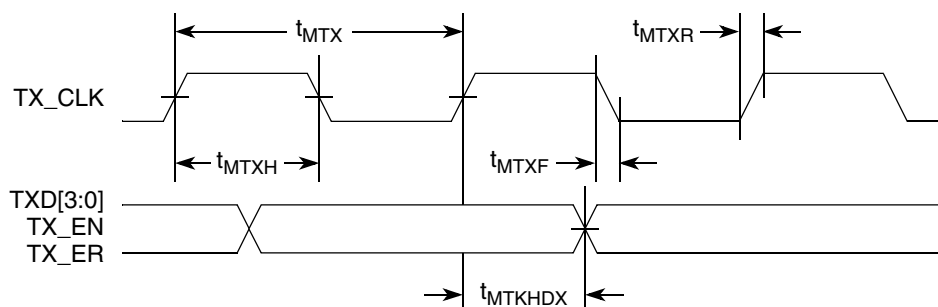 tMTX
tMTXR
TX_CLK
tMTXH
tMTXF
TXD[3:0]
TX_EN
TX_ER
tMTKHDX